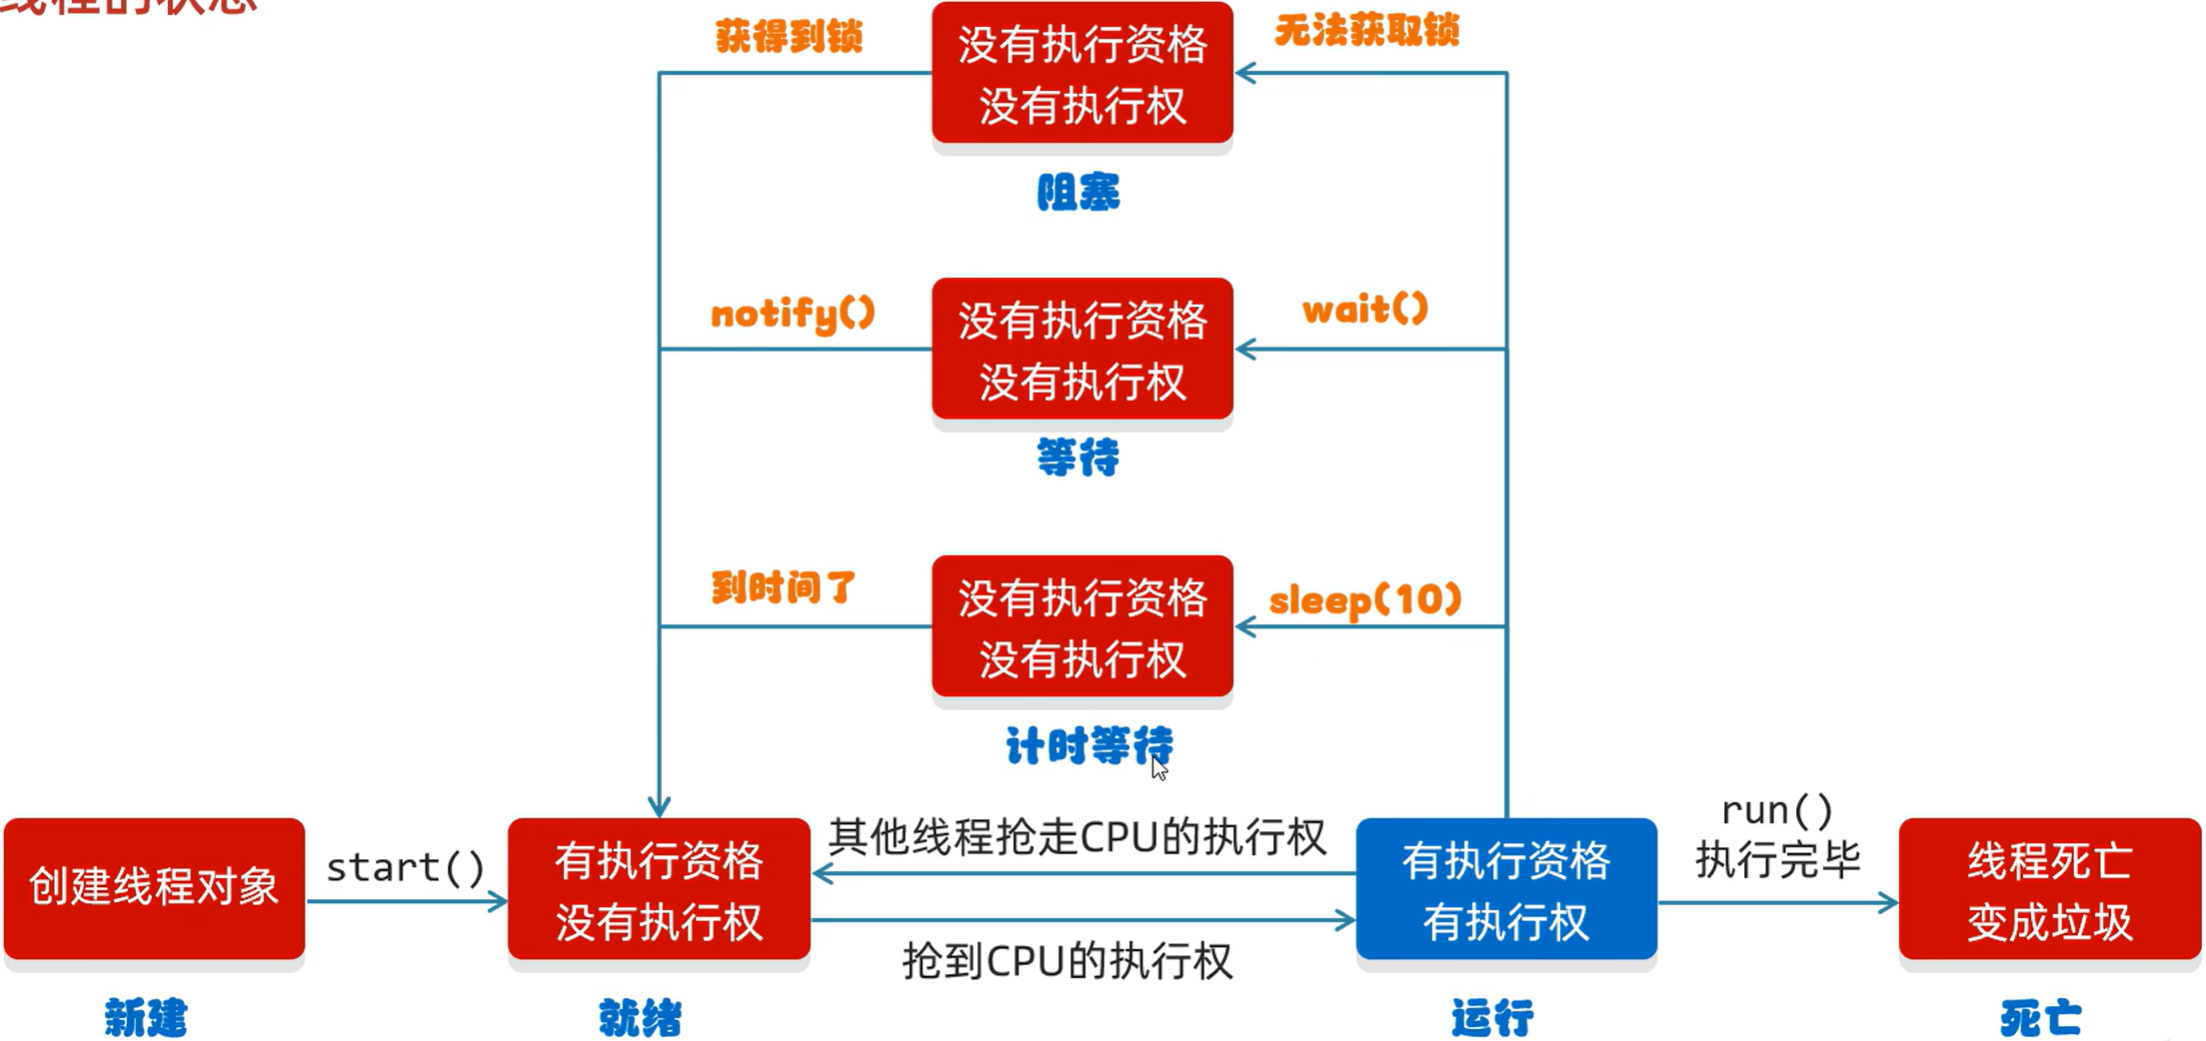 线程的状态
获得到锁
没有执行资格
没有执行权
无法获取锁
阻塞
notify()
没有执行资格
没有执行权
wait()
等待
到时间了
没有执行资格
没有执行权
sleep(10)
计时等待
创建线程对象
start()
有执行资格
没有执行权
其他线程抢走CPU的执行权
抢到CPU的执行权
有执行资格
有执行权
run()
执行完毕
线程死亡
变成垃圾
新建
就绪
运行
死亡